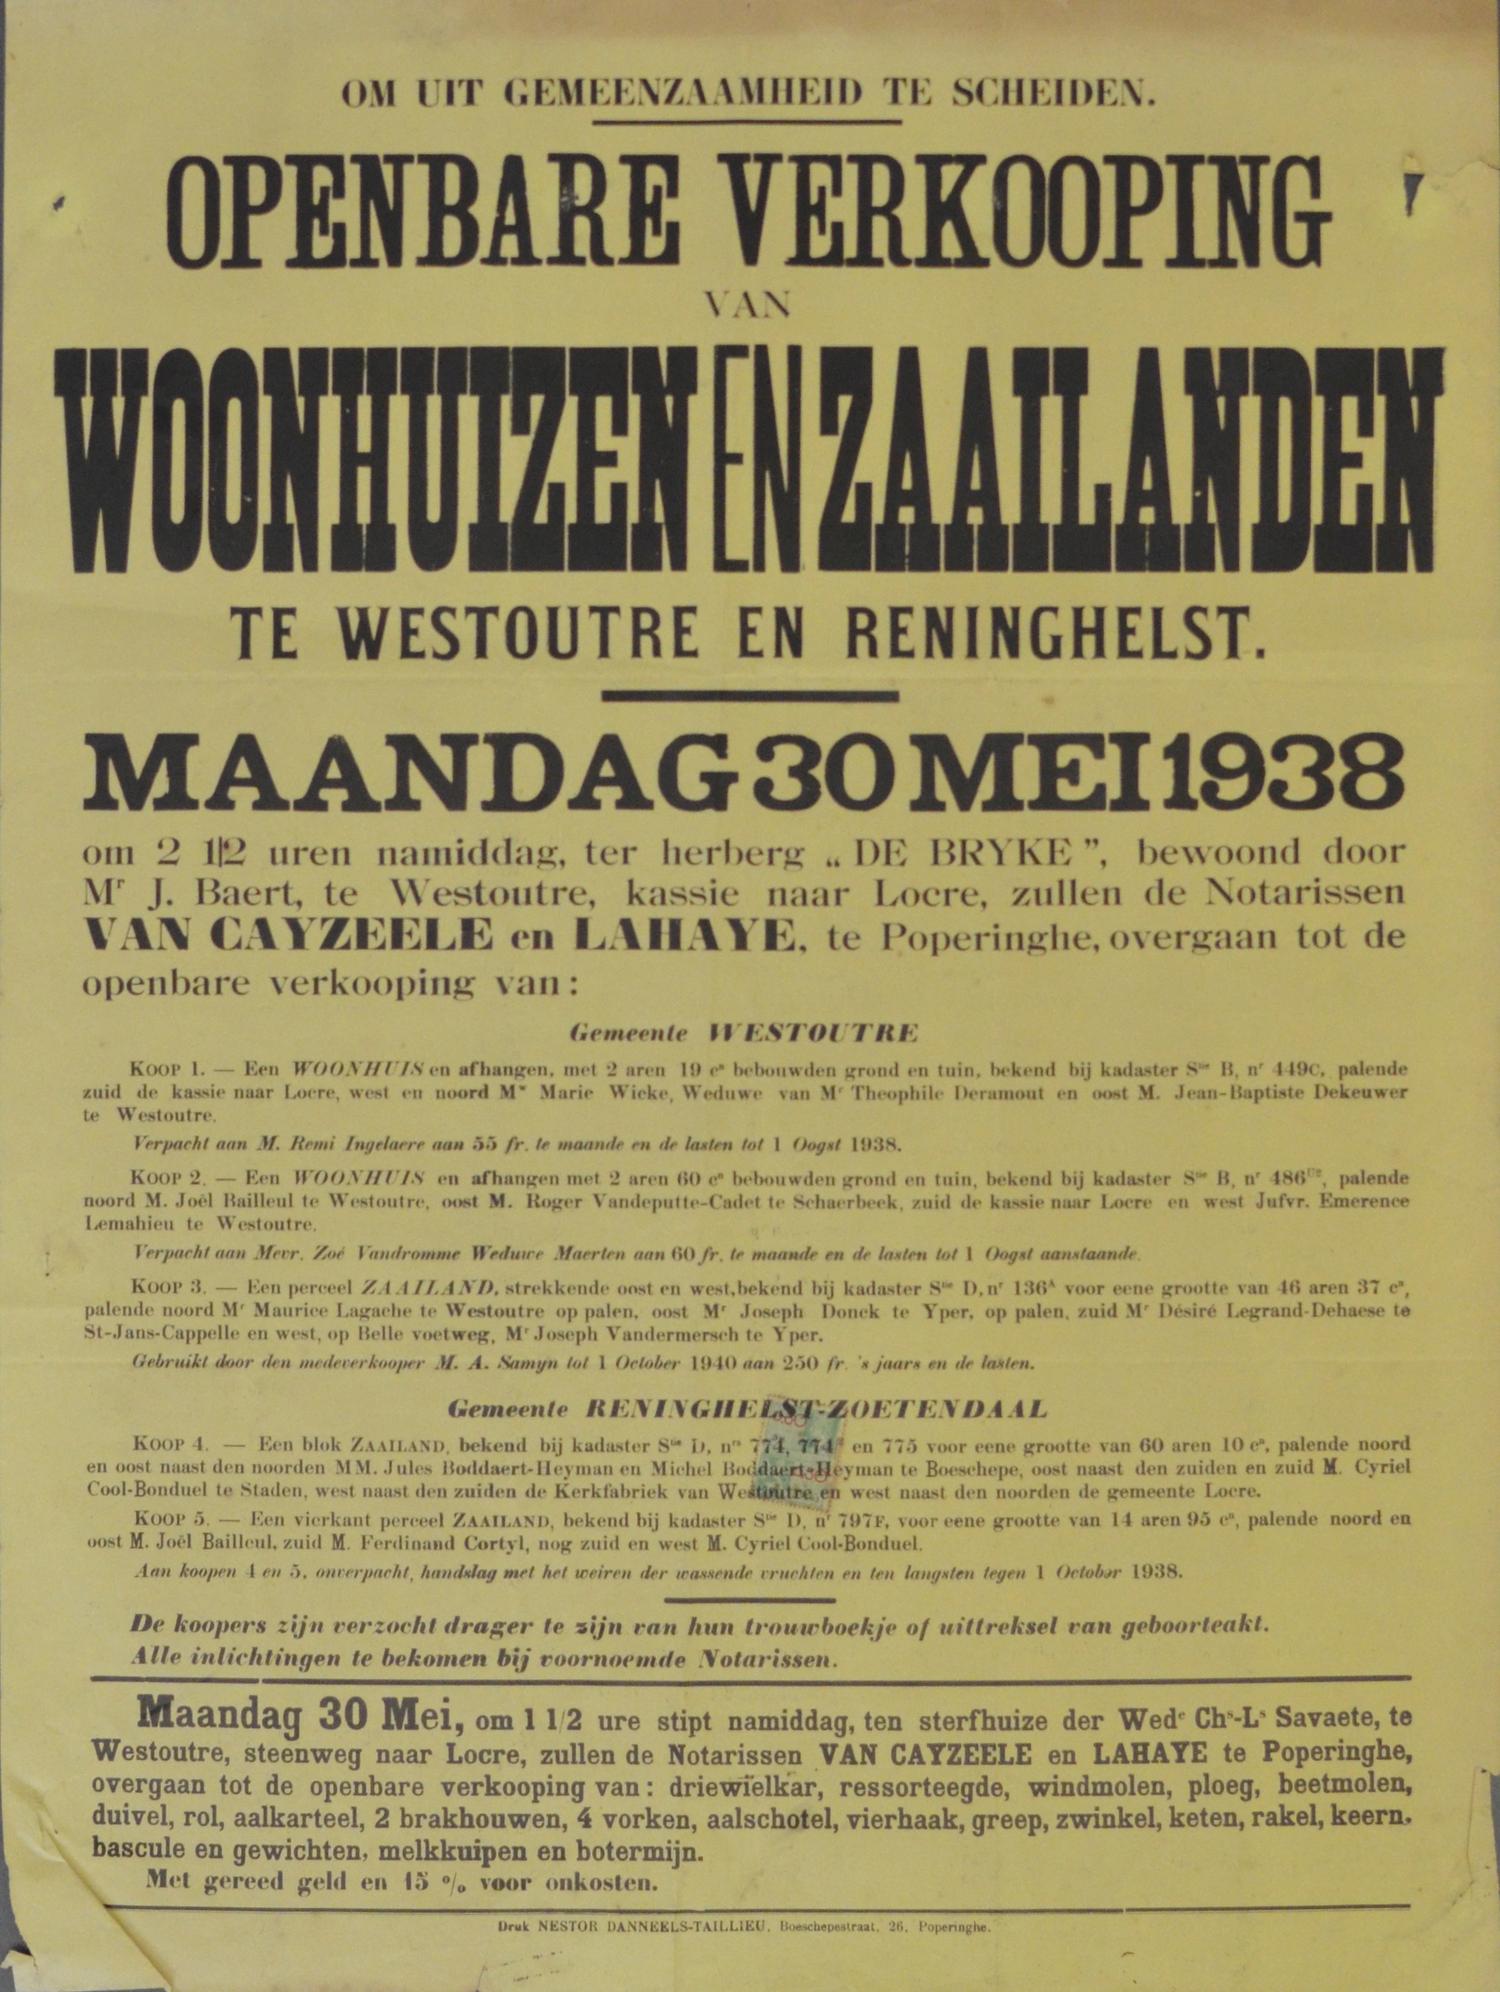 OM UIT GEMEENZAAMHEID TE SCHEIDEN.
OPENBARE VERKOOPING
VAN
WOONHUIZEN EN ZAAILANDEN
TE WESTOUTRE EN RENINGHELST.
MAANDAG 30 MEI 1938
om 2 1|2 uren namiddag, ter herberg „ DE BRYKE ”, bewoond door
Mr J. Baert, te Westoutre, kassie naar Locre, zullen de Notarissen
VAN CAYZEELE en LAHAYE, te Poperinghe, overgaan tot de
openbare verkooping van :
Gemeente WESTOUTRE
KOOP 1. — Een WOONHUIS en afhangen, met 2 aren 19 ca bebouwden grond en tuin, bekend bij kadaster Sie B, nr 449C, palende
zuid de kassie naar Locre, west en noord Mw Marie Wicke, Weduwe van Mr Theophile Deramout en oost M. Jean-Baptiste Dekeuwer
te Westoutre.
Verpacht aan M. Remi Ingelaere aan 55 fr. te maande en de lasten tot 1 Oogst 1938.
KOOP 2. — Een WOONHUIS en afhangen met 2 aren 60 ca bebouwden grond en tuin, bekend bij kadaster Sie B, nr 486, palende
noord M. Joël Bailleul te Westoutre, oost M. Roger Vandeputte-Cadet te Schaerbeek, zuid de kassie naar Locre en west Jufvr. Emerence
Lemahieu te Westoutre.
Verpacht aan Mevr. Zoé Vandromme Weduwe Maerten aan 60 fr. te maande en de lasten tot 1 Oogst aanstaande.
KOOP 3. — Een perceel ZAAILAND, strekkende oost en west, bekend bij kadaster Sie D, nr 136A voor eene grootte van 46 aren 37 ca,
palende noord Mr Maurice Lagache te Westoutre op palen, oost Mr Joseph Donck te Yper, op palen, zuid Mr Désiré Legrand-Dehaese te
St-Jans-Cappelle en west, op Belle voetweg, Mr Joseph Vandermersch te Yper.
Gebruikt door den medeverkooper M. A. Samyn tot 1 October 1940 aan 250 fr. 's jaars en de lasten.
Gemeente RENINGHELST-ZOETENDAAL
KOOP 4. — Een blok ZAAILAND, bekend bij kadaster Sie D, nrs 774, 774 en 775 voor eene grootte van 60 aren 10 ca, palende noord
en oost naast den noorden MM. Jules Boddaert-Heyman en Michel Boddaert-Heyman te Boeschepe, oost naast den zuiden en zuid M. Cyriel
Cool-Bonduel te Staden, west naast den zuiden de Kerkfabriek van Westoutre en west naast den noorden de gemeente Locre.
KOOP 5. — Een vierkant perceel ZAAILAND, bekend bij kadaster Sie D, nr 797F, voor eene grootte van 14 aren 95 ca, palende noord en
oost M. Joël Bailleul, zuid M. Ferdinand Cortyl, nog zuid en west M. Cyriel Cool-Bonduel.
Aan koopen 4 en 5, onverpacht, handslag met het weiren der wassende vruchten en ten langsten tegen 1 October 1938.
De koopers zijn verzocht drager te zijn van hun trouwboekje of uittreksel van geboorteakt.
Alle inlichtingen te bekomen bij voornoemde Notarissen.
Maandag 30 Mei, om 1 1/2 ure stipt namiddag, ten sterfhuize der Wede Chs-Ls Savaete, te
Westoutre, steenweg naar Locre, zullen de Notarissen VAN CAYZEELE en LAHAYE te Poperinghe,
overgaan tot de openbare verkooping van : driewielkar, ressorteegde, windmolen, ploeg, beetmolen,
duivel, rol, aalkarteel, 2 brakhouwen, 4 vorken, aalschotel, vierhaak, greep, zwinkel, keten, rakel, keern,
bascule en gewichten, melkkuipen en botermijn.
Met gereed geld en 15 % voor onkosten.
Druk NESTOR DANNEELS-TAILLIEU, Boeschepestraat, 26, Poperinghe.